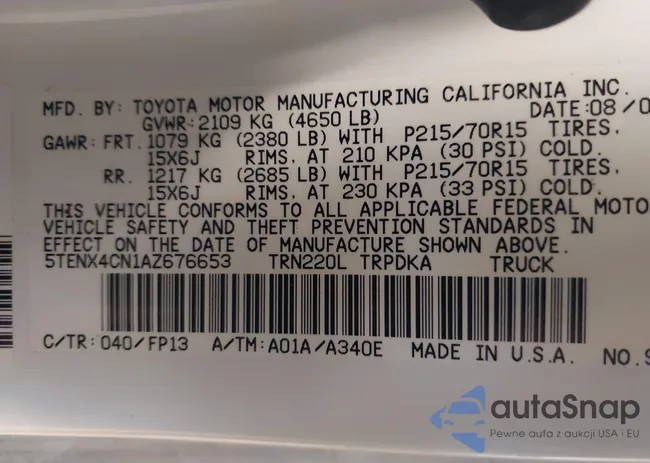 MFD. BY: TOYOTA MOTOR MANUFACTURING CALIFORNIA INC.
GVWR: 2109 KG (4650 LB) DATE: 08/0
GAWR: FRT. 1079 KG (2380 LB) WITH P215/70R15 TIRES,
15X6J RIMS, AT 210 KPA (30 PSI) COLD.
RR. 1217 KG (2685 LB) WITH P215/70R15 TIRES,
15X6J RIMS, AT 230 KPA (33 PSI) COLD.
THIS VEHICLE CONFORMS TO ALL APPLICABLE FEDERAL MOTO
VEHICLE SAFETY AND THEFT PREVENTION STANDARDS IN
EFFECT ON THE DATE OF MANUFACTURE SHOWN ABOVE.
5TENX4CN1AZ676653 TRN220L TRPDKA TRUCK
C/TR: 040/FP13 A/TM: A01A/A340E MADE IN U.S.A. NO.9
autaSnap
Pewne auta z aukcji USA i EU